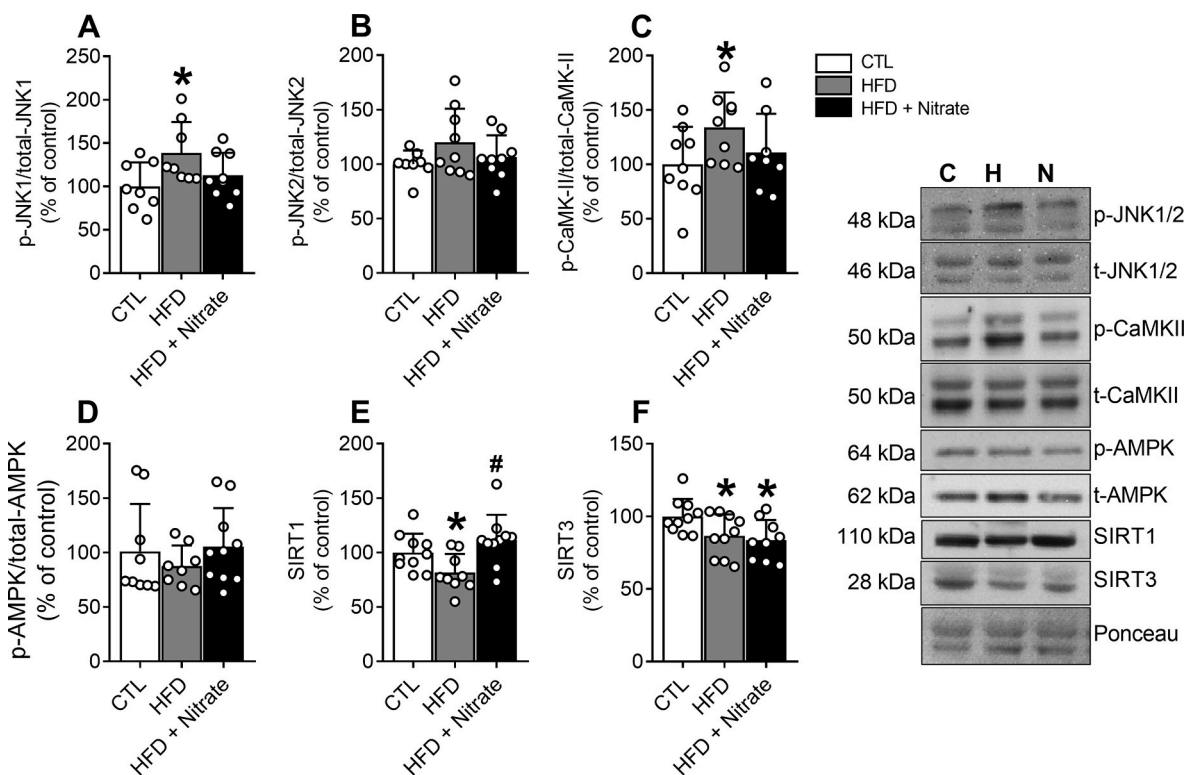 A
p-JNK1/total-JNK1
(% of control)
250
200
150
100
50
0
*
CTL
HFD
HFD + Nitrate
B
p-JNK2/total-JNK2
(% of control)
200
150
100
50
0
CTL
HFD
HFD + Nitrate
C
p-CaMK-II/total-CaMK-II
(% of control)
200
150
100
50
0
*
CTL
HFD
HFD + Nitrate
CTL
HFD
HFD + Nitrate
D
p-AMPK/total-AMPK
(% of control)
200
150
100
50
0
CTL
HFD
HFD + Nitrate
E
SIRT1
(% of control)
200
150
100
50
0
*
#
CTL
HFD
HFD + Nitrate
F
SIRT3
(% of control)
150
100
50
0
*
*
CTL
HFD
HFD + Nitrate
C H N
48 kDa p-JNK1/2
46 kDa t-JNK1/2
50 kDa p-CaMKII
50 kDa t-CaMKII
64 kDa p-AMPK
62 kDa t-AMPK
110 kDa SIRT1
28 kDa SIRT3
Ponceau